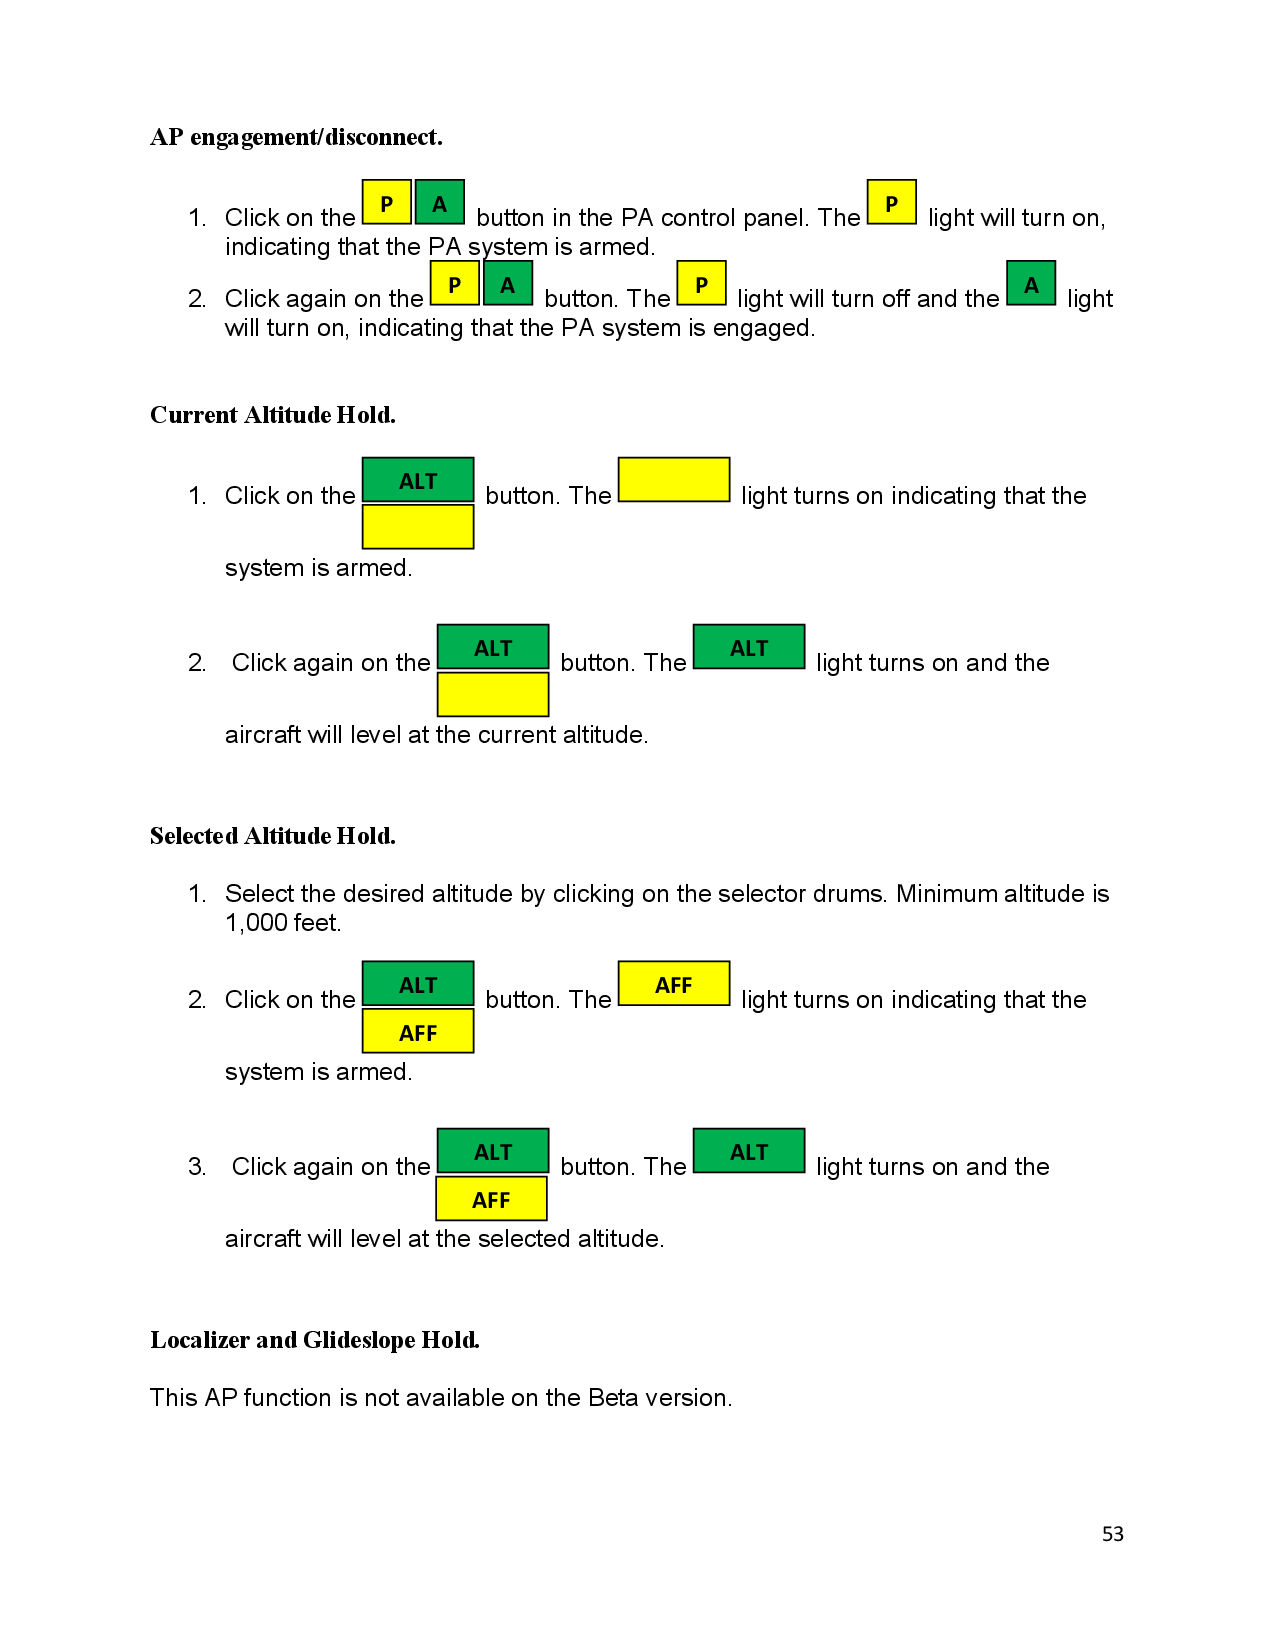 AP engagement/disconnect.
1. Click on the P A button in the PA control panel. The P light will turn on,
indicating that the PA system is armed.
2. Click again on the P A button. The P light will turn off and the A light
will turn on, indicating that the PA system is engaged.
Current Altitude Hold.
1. Click on the ALT button. The light turns on indicating that the
system is armed.
2. Click again on the ALT button. The ALT light turns on and the
aircraft will level at the current altitude.
Selected Altitude Hold.
1. Select the desired altitude by clicking on the selector drums. Minimum altitude is
1,000 feet.
2. Click on the ALT button. The AFF light turns on indicating that the
AFF
system is armed.
3. Click again on the ALT button. The ALT light turns on and the
AFF
aircraft will level at the selected altitude.
Localizer and Glideslope Hold.
This AP function is not available on the Beta version.
53